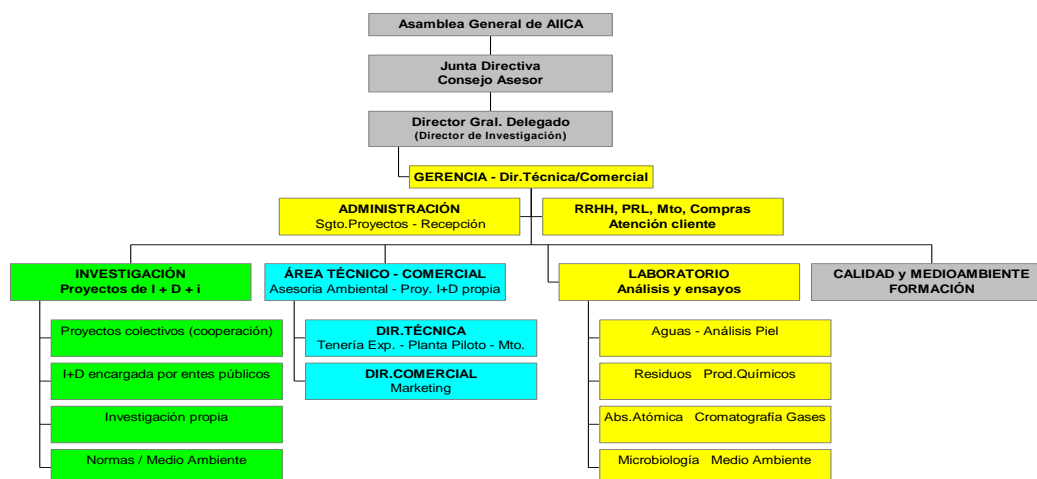 Asamblea General de AIICA
Junta Directiva
Consejo Asesor
Director Gral. Delegado
(Director de Investigación)
GERENCIA - Dir.Técnica/Comercial
ADMINISTRACIÓN
Sgto.Proyectos - Recepción
RRHH, PRL, Mto, Compras
Atención cliente
INVESTIGACIÓN
Proyectos de I + D + i
Proyectos colectivos (cooperación)
I+D encargada por entes públicos
Investigación propia
Normas / Medio Ambiente
ÁREA TÉCNICO - COMERCIAL
Asesoria Ambiental - Proy. I+D propia
DIR.TÉCNICA
Tenería Exp. - Planta Piloto - Mto.
DIR.COMERCIAL
Marketing
LABORATORIO
Análisis y ensayos
Aguas - Análisis Piel
Residuos Prod.Químicos
Abs.Atómica Cromatografía Gases
Microbiología Medio Ambiente
CALIDAD y MEDIOAMBIENTE
FORMACIÓN